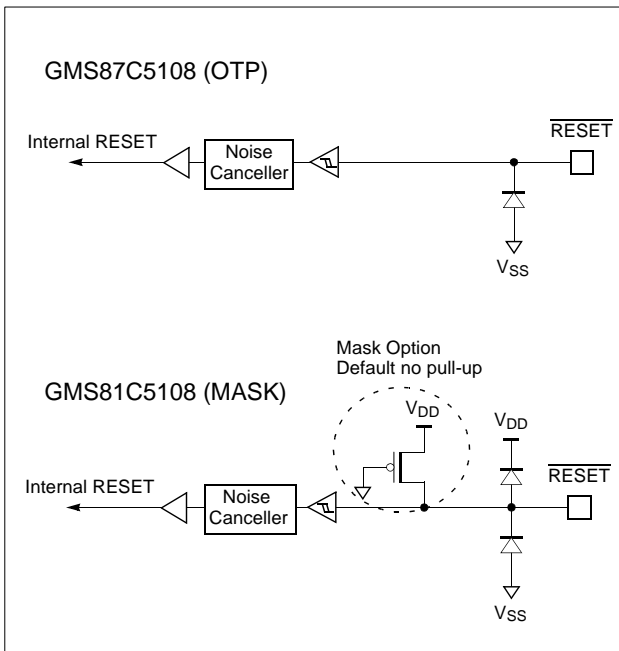 GMS87C5108 (OTP)
Internal RESET
Noise
Canceller
RESET
VSS
Mask Option
Default no pull-up
GMS81C5108 (MASK)
VDD
VDD
Internal RESET
Noise
Canceller
RESET
VSS